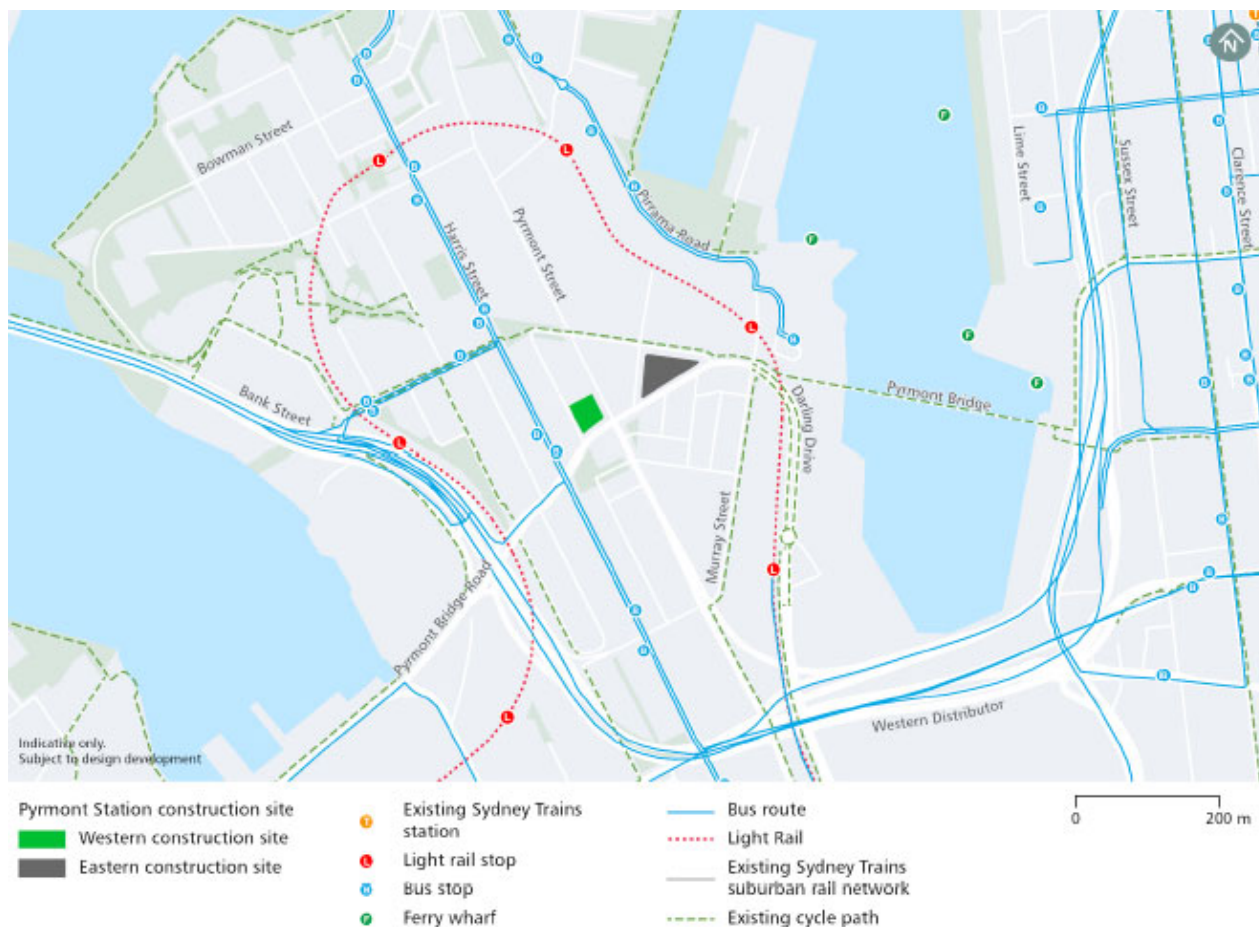 N
Bowman Street
Harris Street
Pyrmont Street
Pirrama Road
Lime Street
Sussex Street
Clarence Street
Bank Street
Pyrmont Bridge
Darling Drive
Murray Street
Pyrmont Bridge Road
Western Distributor
Indicative only.
Subject to design development
Pyrmont Station construction site
Western construction site
Eastern construction site
T
Existing Sydney Trains
station
L
Light rail stop
B
Bus stop
F
Ferry wharf
Bus route
Light Rail
Existing Sydney Trains
suburban rail network
Existing cycle path
0
200 m